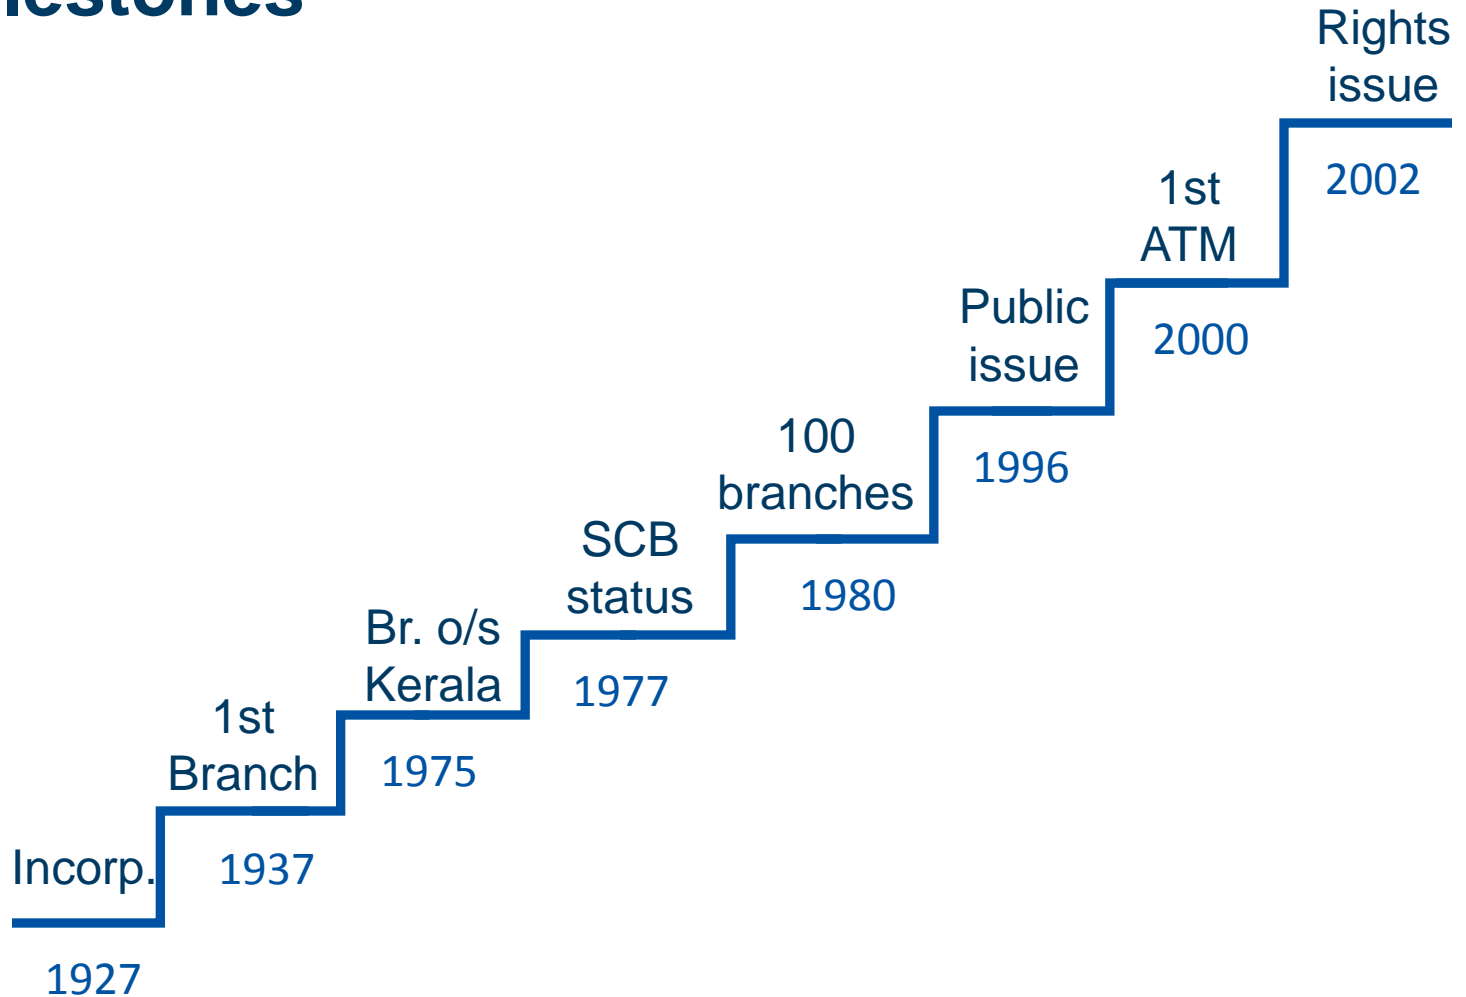 lestones
Incorp.
1927
1st
Branch
1937
Br. o/s
Kerala
1975
SCB
status
1977
100
branches
1980
Public
issue
1996
1st
ATM
2000
Rights
issue
2002